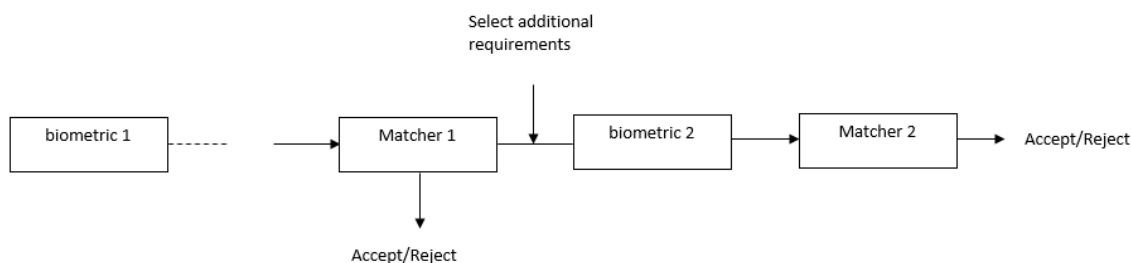 Select additional
requirements
biometric 1
Matcher 1
biometric 2
Matcher 2
Accept/Reject
Accept/Reject